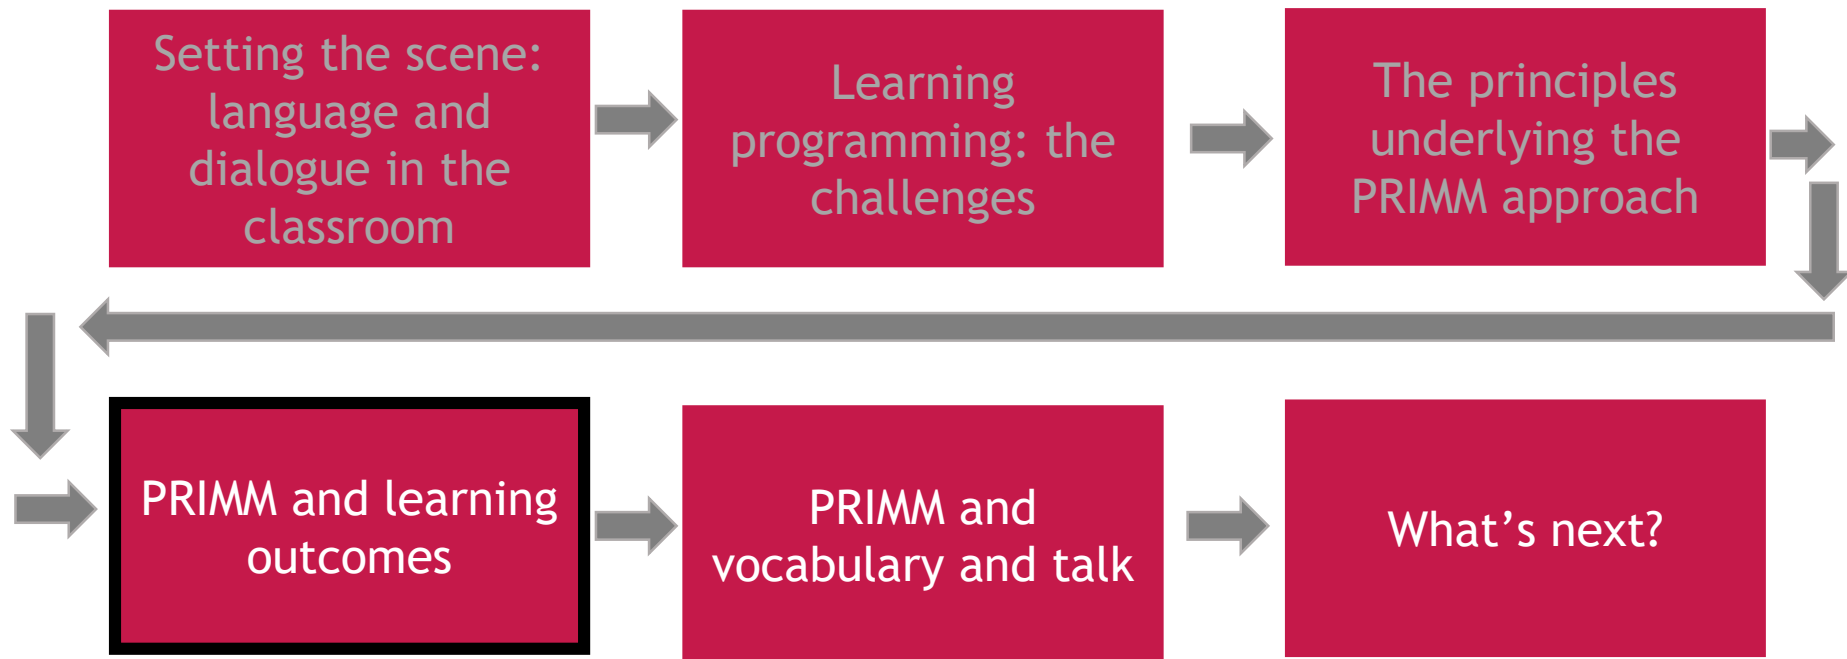 Setting the scene:
language and
dialogue in the
classroom
Learning
programming: the
challenges
The principles
underlying the
PRIMM approach
PRIMM and learning
outcomes
PRIMM and
vocabulary and talk
What’s next?